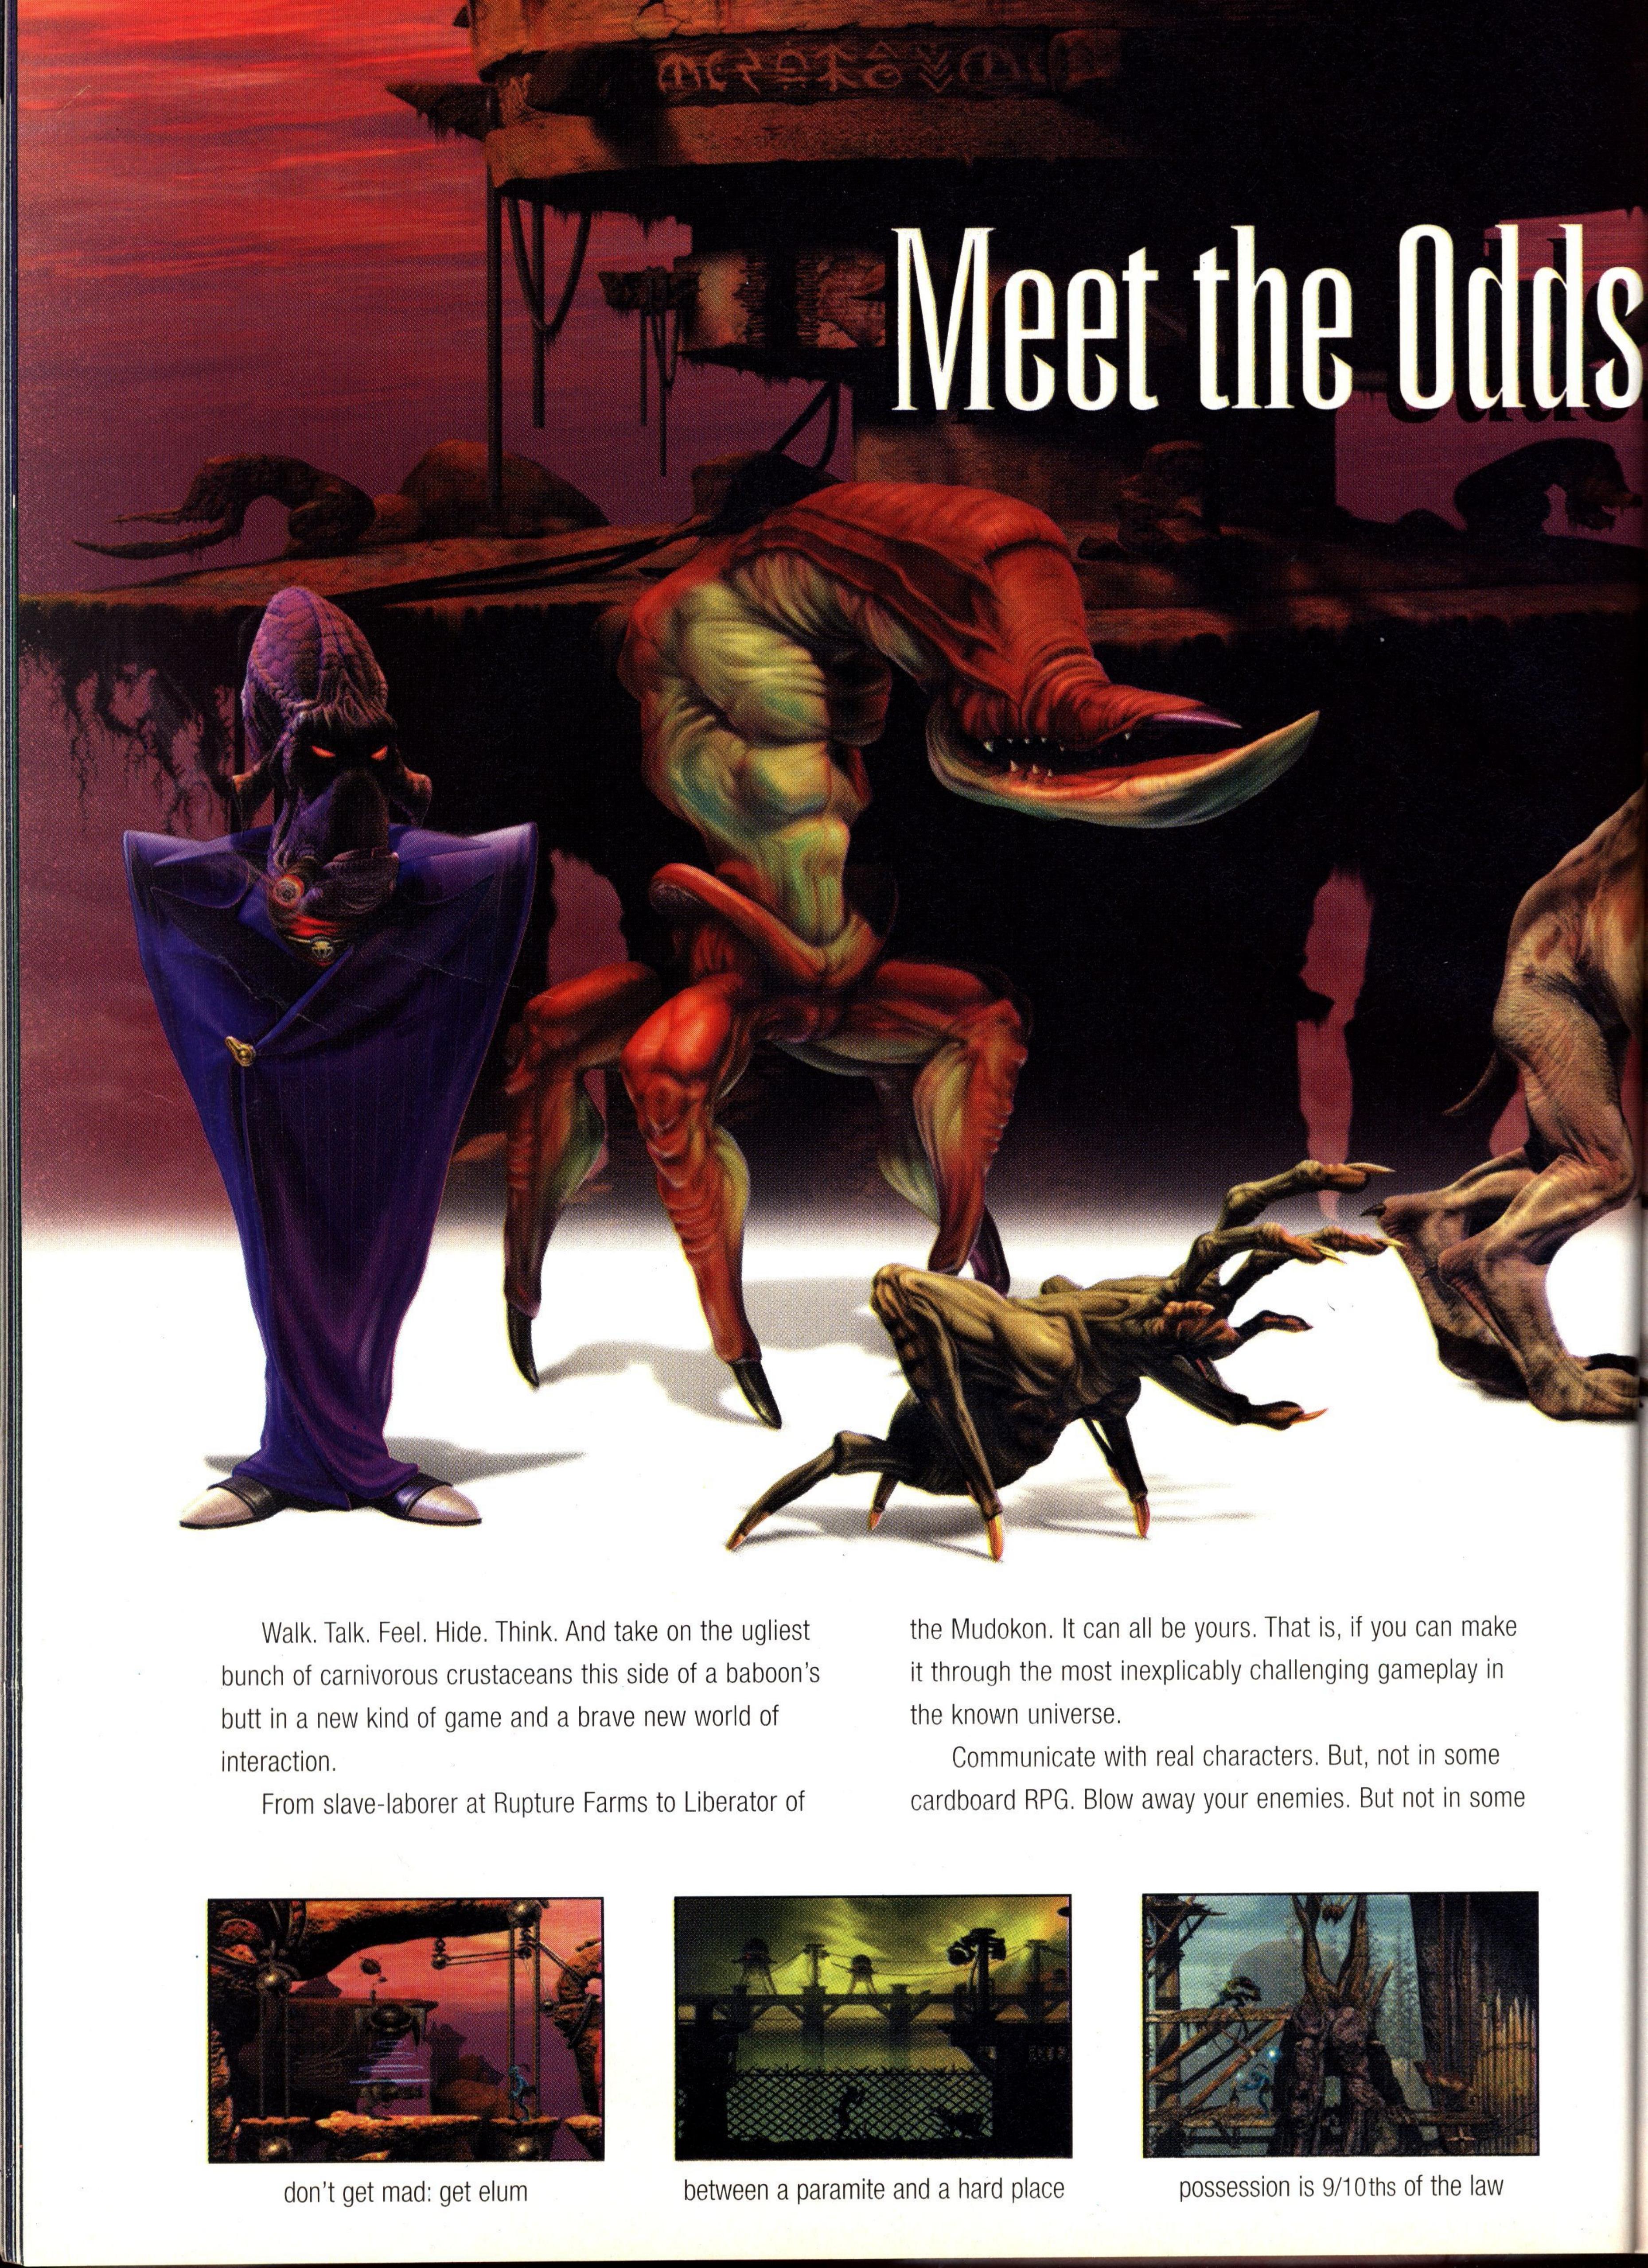 Meet the Odds
Walk. Talk. Feel. Hide. Think. And take on the ugliest
bunch of carnivorous crustaceans this side of a baboon's
butt in a new kind of game and a brave new world of
interaction.
From slave-laborer at Rupture Farms to Liberator of
the Mudokon. It can all be yours. That is, if you can make
it through the most inexplicably challenging gameplay in
the known universe.
Communicate with real characters. But, not in some
cardboard RPG. Blow away your enemies. But not in some
don't get mad: get elum
between a paramite and a hard place
possession is 9/10ths of the law